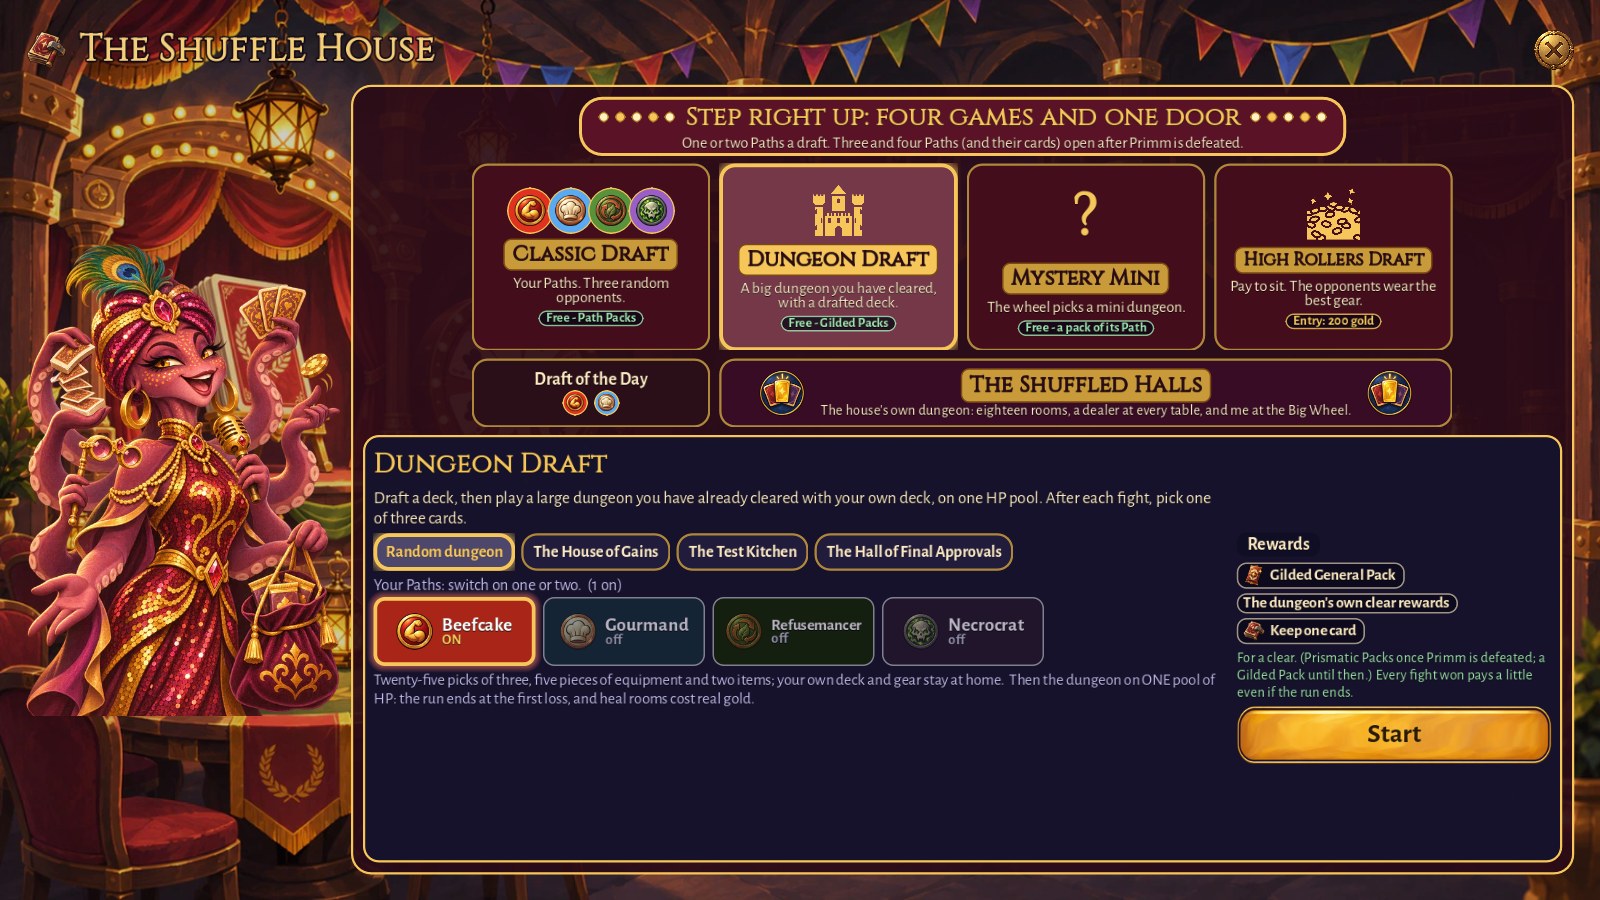 The Shuffle House
Step right up: four games and one door
One or two Paths a draft. Three and four Paths (and their cards) open after Primm is defeated.
Classic Draft
Your Paths. Three random
opponents.
Free - Path Packs
Dungeon Draft
A big dungeon you have cleared,
with a drafted deck.
Free - Gilded Packs
?
Mystery Mini
The wheel picks a mini dungeon.
Free - a pack of its Path
High Rollers Draft
Pay to sit. The opponents wear the
best gear.
Entry: 200 gold
Draft of the Day
The Shuffled Halls
The house's own dungeon: eighteen rooms, a dealer at every table, and me at the Big Wheel.
Dungeon Draft
Draft a deck, then play a large dungeon you have already cleared with your own deck, on one HP pool. After each fight, pick one
of three cards.
Random dungeon
The House of Gains
The Test Kitchen
The Hall of Final Approvals
Your Paths: switch on one or two. (1 on)
Beefcake
ON
Gourmand
off
Refusemancer
off
Necrocrat
off
Twenty-five picks of three, five pieces of equipment and two items; your own deck and gear stay at home. Then the dungeon on ONE pool of
HP: the run ends at the first loss, and heal rooms cost real gold.
Rewards
Gilded General Pack
The dungeon's own clear rewards
Keep one card
For a clear. (Prismatic Packs once Primm is defeated; a
Gilded Pack until then.) Every fight won pays a little
even if the run ends.
Start